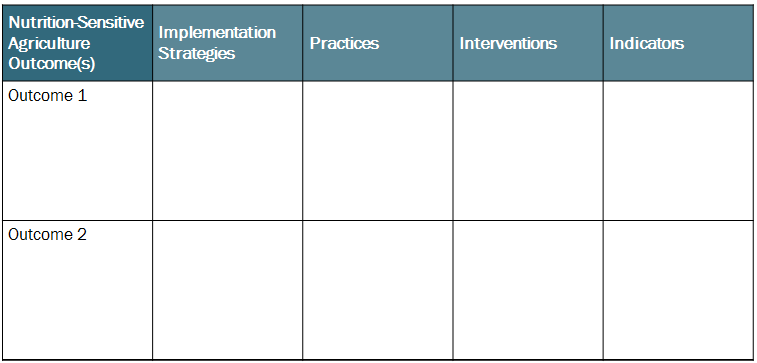 Nutrition-Sensitive
Agriculture
Outcome(s)
Implementation
Strategies
Practices
Interventions
Indicators
Outcome 1
Outcome 2